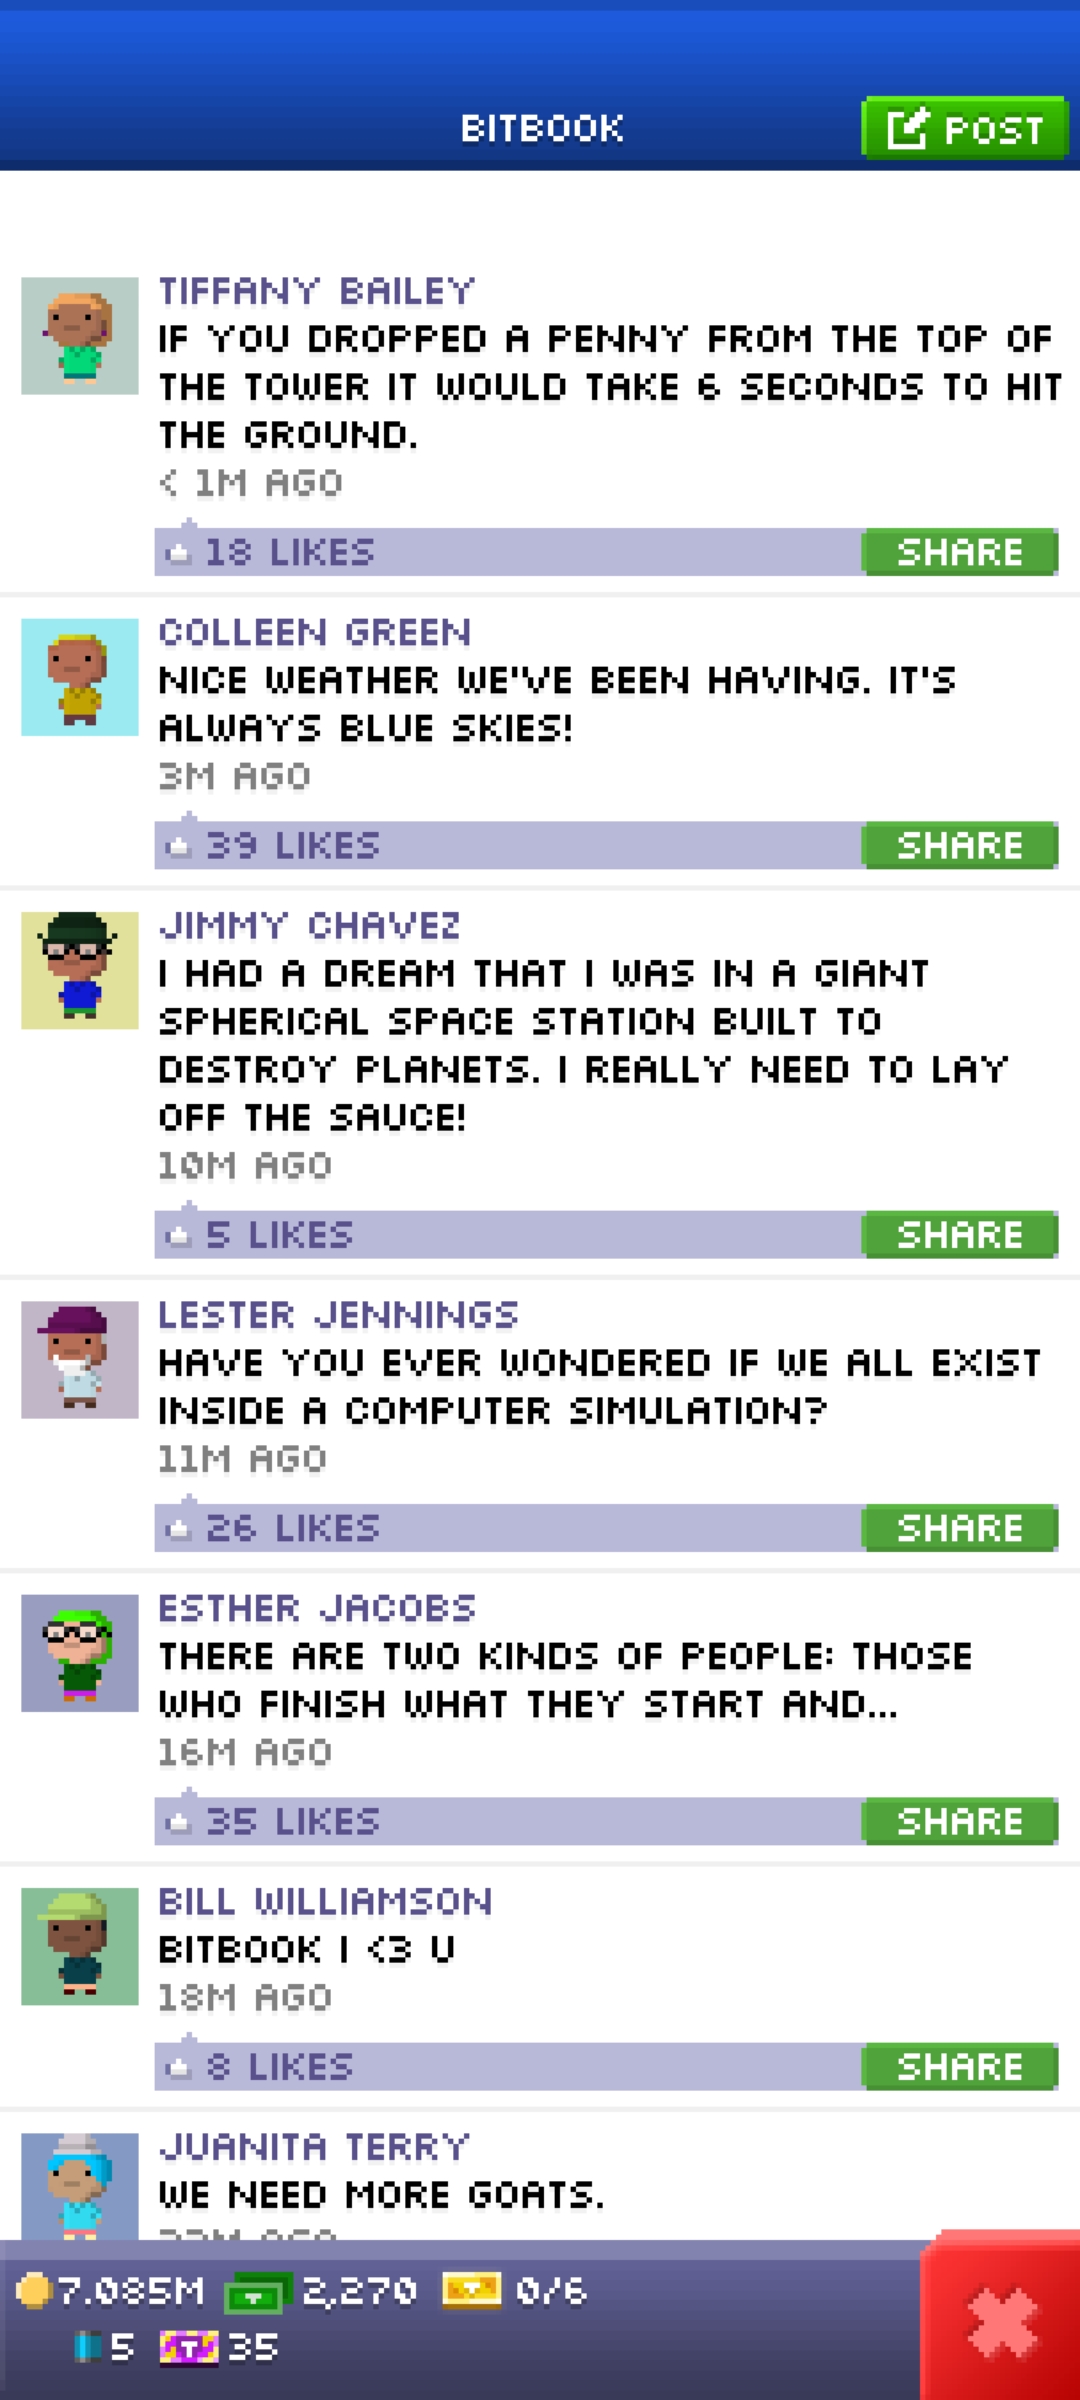 BITBOOK
POST
TIFFANY BAILEY
IF YOU DROPPED A PENNY FROM THE TOP OF
THE TOWER IT WOULD TAKE 6 SECONDS TO HIT
THE GROUND.
< 1M AGO
18 LIKES
SHARE
COLLEEN GREEN
NICE WEATHER WE'VE BEEN HAVING. IT'S
ALWAYS BLUE SKIES!
3M AGO
39 LIKES
SHARE
JIMMY CHAVEZ
I HAD A DREAM THAT I WAS IN A GIANT
SPHERICAL SPACE STATION BUILT TO
DESTROY PLANETS. I REALLY NEED TO LAY
OFF THE SAUCE!
10M AGO
5 LIKES
SHARE
LESTER JENNINGS
HAVE YOU EVER WONDERED IF WE ALL EXIST
INSIDE A COMPUTER SIMULATION?
11M AGO
26 LIKES
SHARE
ESTHER JACOBS
THERE ARE TWO KINDS OF PEOPLE: THOSE
WHO FINISH WHAT THEY START AND...
16M AGO
35 LIKES
SHARE
BILL WILLIAMSON
BITBOOK I <3 U
18M AGO
8 LIKES
SHARE
JUANITA TERRY
WE NEED MORE GOATS.
AGO
7.085M 2,270 0/6
5 T 35